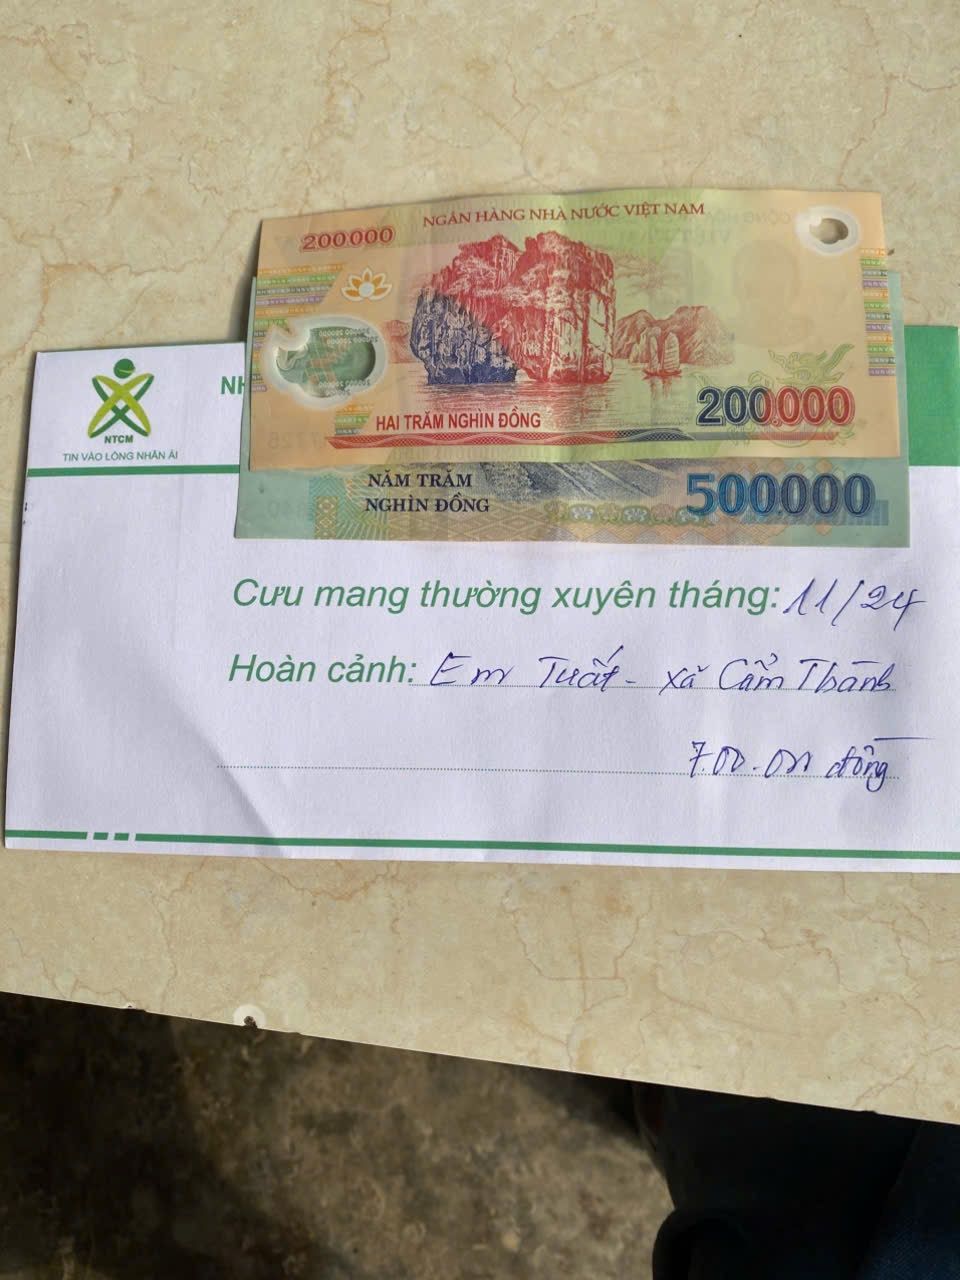 NGÂN HÀNG NHÀ NƯỚC VIỆT NAM
200.000
200.000
HAI TRĂM NGHÌN ĐỒNG
NĂM TRĂM
NGHÌN ĐỒNG
500000
NTCM
TIN VÀO LÒNG NHÂN ÁI
NH
Cưu mang thường xuyên tháng: 11/24
Hoàn cảnh: Em Tuất - xã Cẩm Thành
700.000 đồng